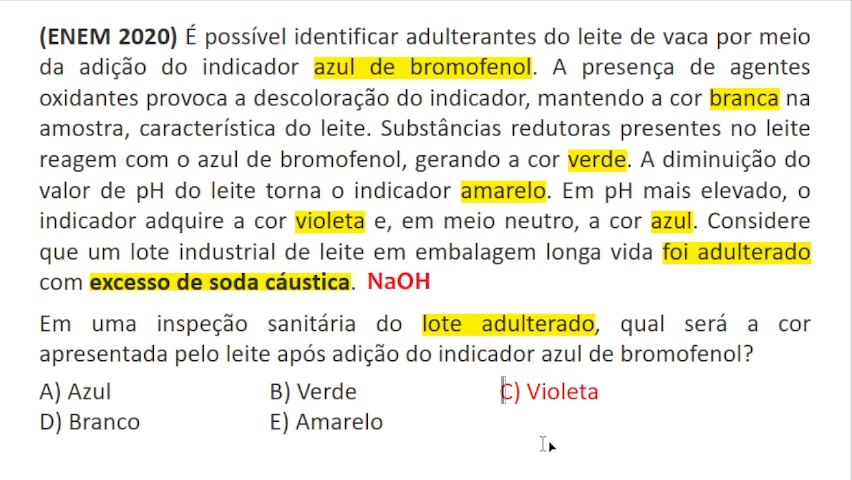 (ENEM 2020) É possível identificar adulterantes do leite de vaca por meio
da adição do indicador azul de bromofenol. A presença de agentes
oxidantes provoca a descoloração do indicador, mantendo a cor branca na
amostra, característica do leite. Substâncias redutoras presentes no leite
reagem com o azul de bromofenol, gerando a cor verde. A diminuição do
valor de pH do leite torna o indicador amarelo. Em pH mais elevado, o
indicador adquire a cor violeta e, em meio neutro, a cor azul. Considere
que um lote industrial de leite em embalagem longa vida foi adulterado
com excesso de soda cáustica. NaOH
Em uma inspeção sanitária do lote adulterado, qual será a cor
apresentada pelo leite após adição do indicador azul de bromofenol?
A) Azul B) Verde C) Violeta
D) Branco E) Amarelo